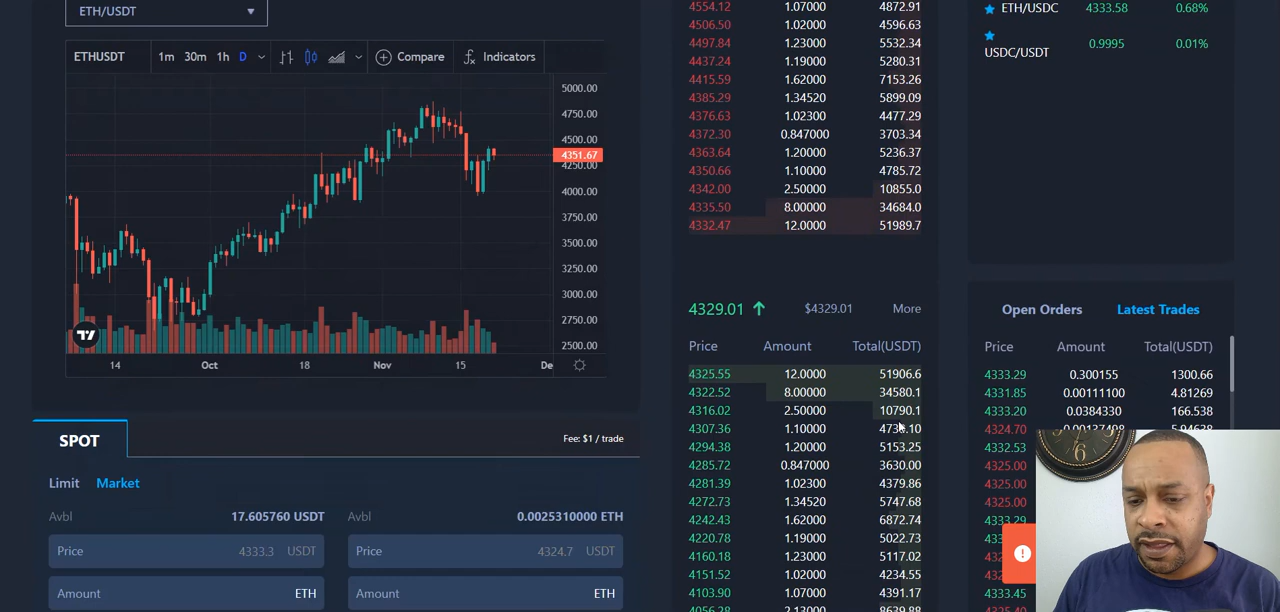 ETH/USDT ▼
ETHUSDT 1m 30m 1h D Compare Indicators
5000.00
4750.00
4500.00
4351.67
4250.00
4000.00
3750.00
3500.00
3250.00
3000.00
2750.00
2500.00
14 Oct 18 Nov 15 De
SPOT Fee: $1 / trade
Limit Market
Avbl 17.605760 USDT Avbl 0.0025310000 ETH
Price 4333.3 USDT Price 4324.7 USDT
Amount ETH Amount ETH
4554.12 1.07000 4872.91
4506.50 1.02000 4596.63
4497.84 1.23000 5532.34
4437.24 1.19000 5280.31
4415.59 1.62000 7153.26
4385.29 1.34520 5899.09
4376.63 1.02300 4477.29
4372.30 0.847000 3703.34
4363.64 1.20000 5236.37
4350.66 1.10000 4785.72
4342.00 2.50000 10855.0
4335.50 8.00000 34684.0
4332.47 12.0000 51989.7
4329.01 $4329.01 More
Price Amount Total(USDT)
4325.55 12.0000 51906.6
4322.52 8.00000 34580.1
4316.02 2.50000 10790.1
4307.36 1.10000 4738.10
4294.38 1.20000 5153.25
4285.72 0.847000 3630.00
4281.39 1.02300 4379.86
4272.73 1.34520 5747.68
4242.43 1.62000 6872.74
4220.78 1.19000 5022.73
4160.18 1.23000 5117.02
4151.52 1.02000 4234.55
4103.90 1.07000 4391.17
4056.28 2.13000 8639.88
ETH/USDC 4333.58 0.68%
USDC/USDT 0.9995 0.01%
Open Orders Latest Trades
Price Amount Total(USDT)
4333.29 0.300155 1300.66
4331.85 0.00111100 4.81269
4333.20 0.0384330 166.538
4324.70 0.00137498 5.94638
4332.53
4325.00
4325.00
4325.00
4333.29
4333.45